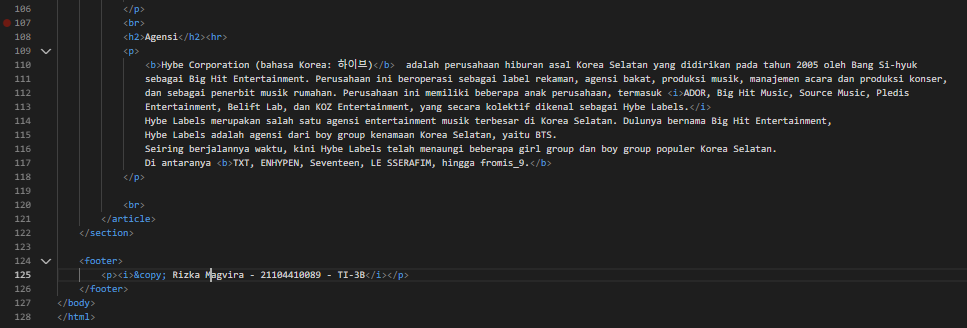 106 </p>
107 <br>
108 <h2>Agensi</h2><hr>
109 <p>
110 <b>Hybe Corporation (bahasa Korea: 하이브)</b> adalah perusahaan hiburan asal Korea Selatan yang didirikan pada tahun 2005 oleh Bang Si-hyuk
111 sebagai Big Hit Entertainment. Perusahaan ini beroperasi sebagai label rekaman, agensi bakat, produksi musik, manajemen acara dan produksi konser,
112 dan sebagai penerbit musik rumahan. Perusahaan ini memiliki beberapa anak perusahaan, termasuk <i>ADOR, Big Hit Music, Source Music, Pledis
113 Entertainment, Belift Lab, dan KOZ Entertainment, yang secara kolektif dikenal sebagai Hybe Labels.</i>
114 Hybe Labels merupakan salah satu agensi entertainment musik terbesar di Korea Selatan. Dulunya bernama Big Hit Entertainment,
115 Hybe Labels adalah agensi dari boy group kenamaan Korea Selatan, yaitu BTS.
116 Seiring berjalannya waktu, kini Hybe Labels telah menaungi beberapa girl group dan boy group populer Korea Selatan.
117 Di antaranya <b>TXT, ENHYPEN, Seventeen, LE SSERAFIM, hingga fromis_9.</b>
118 </p>
119
120 <br>
121 </article>
122 </section>
123
124 <footer>
125 <p><i>&copy; Rizka Magvira - 21104410089 - TI-3B</i></p>
126 </footer>
127 </body>
128 </html>